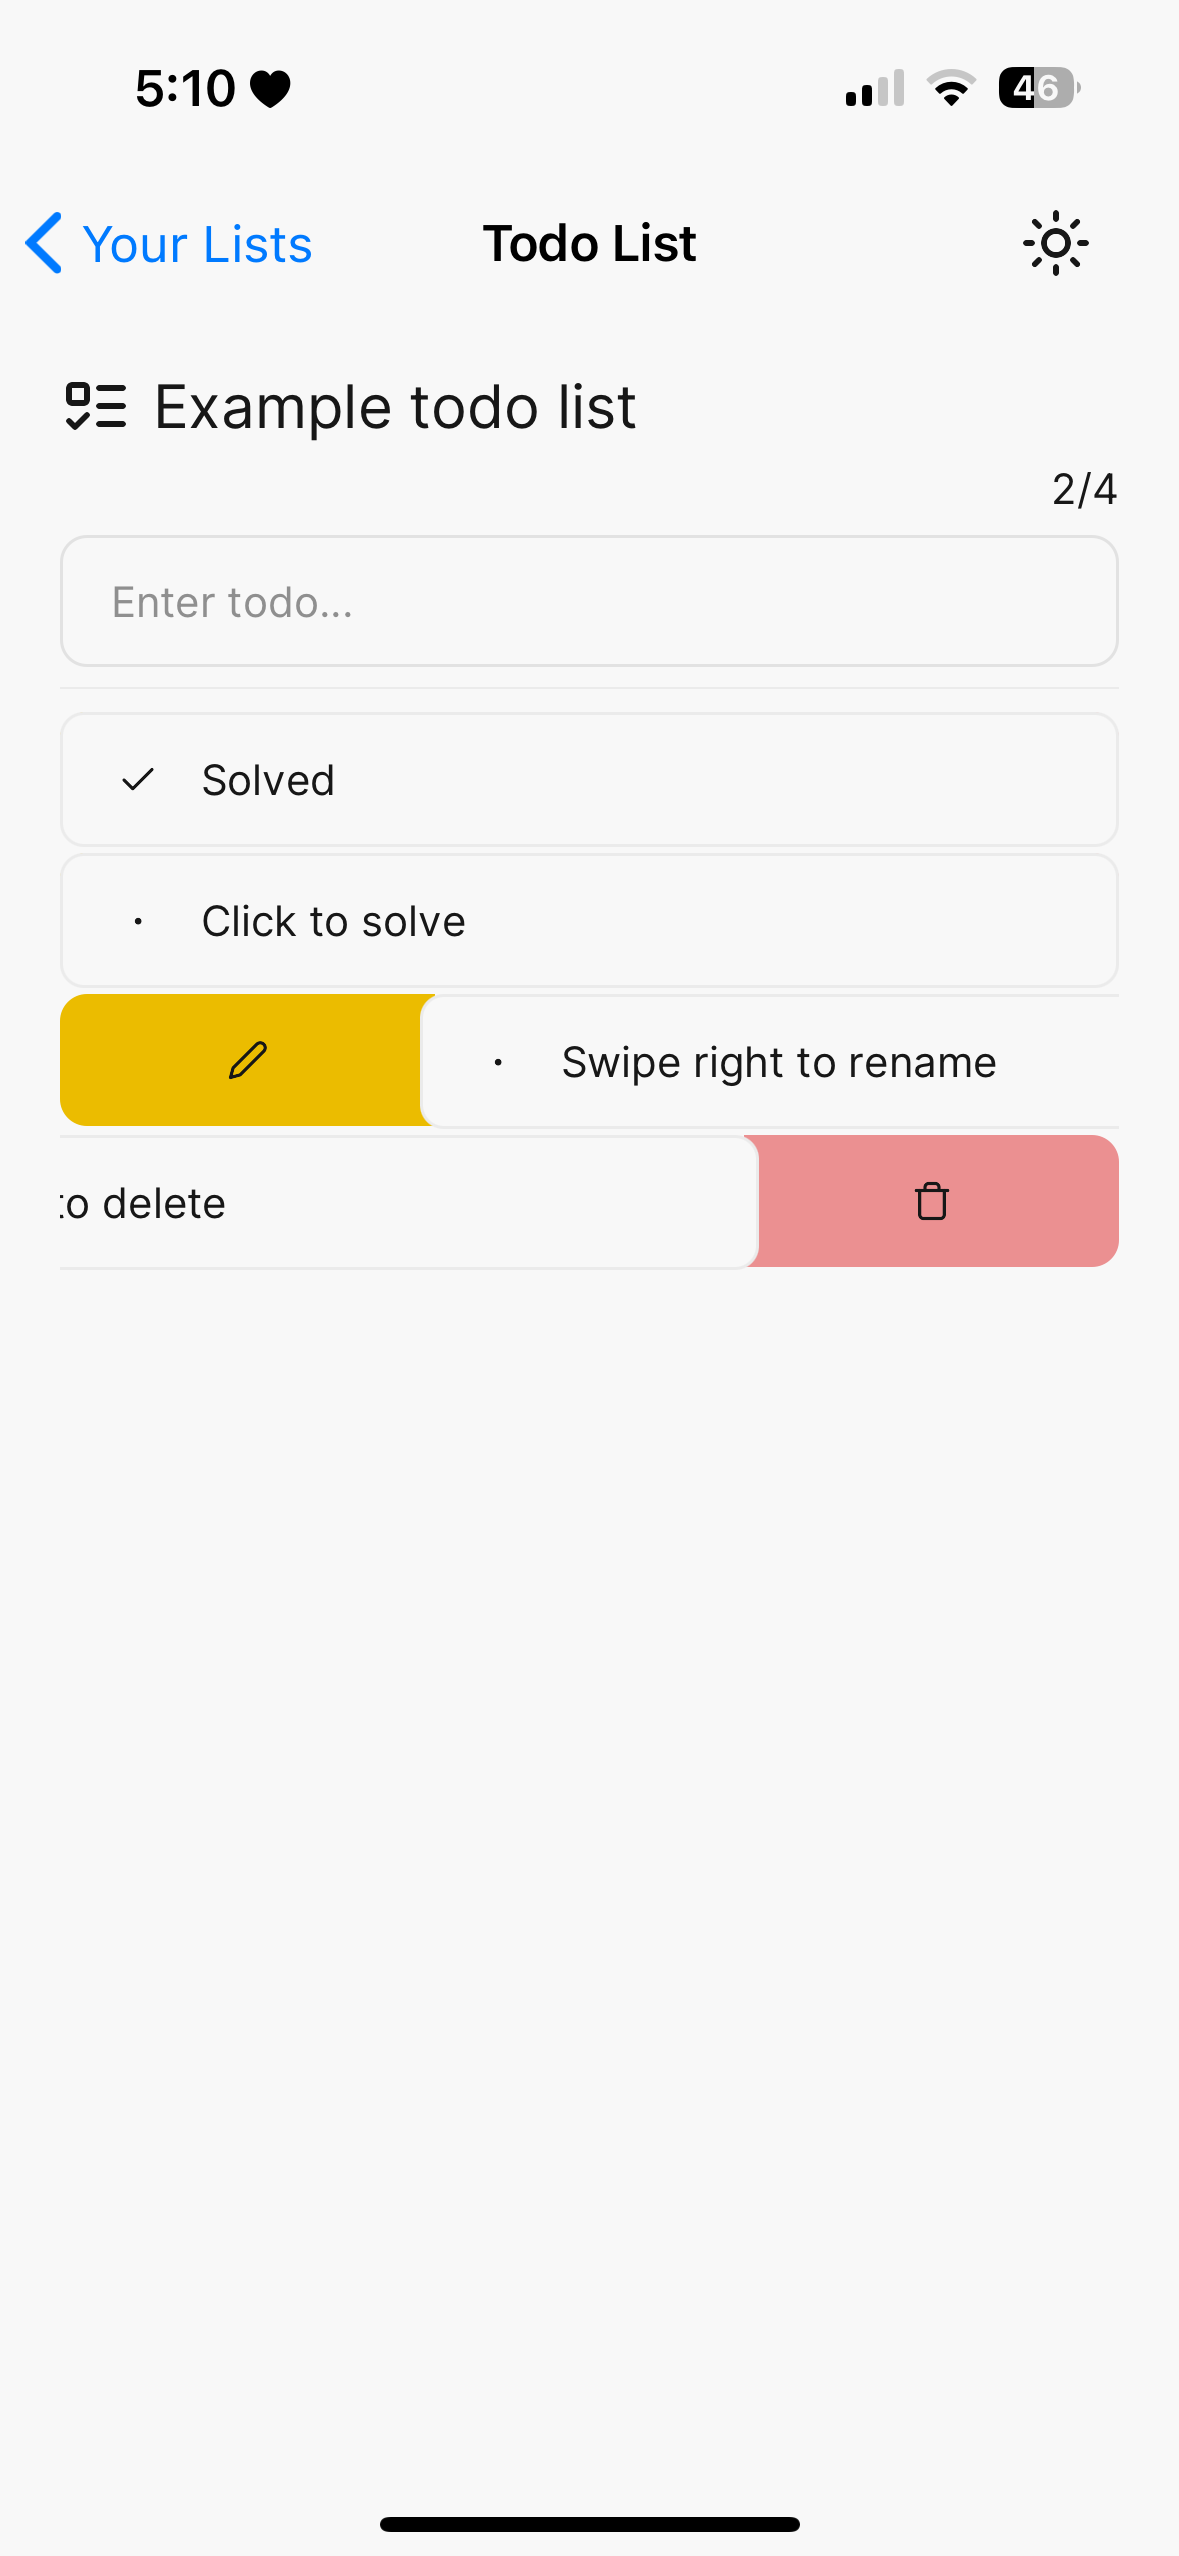 5:10
46
Your Lists
Todo List
Example todo list
2/4
Enter todo...
Solved
Click to solve
Swipe right to rename
to delete